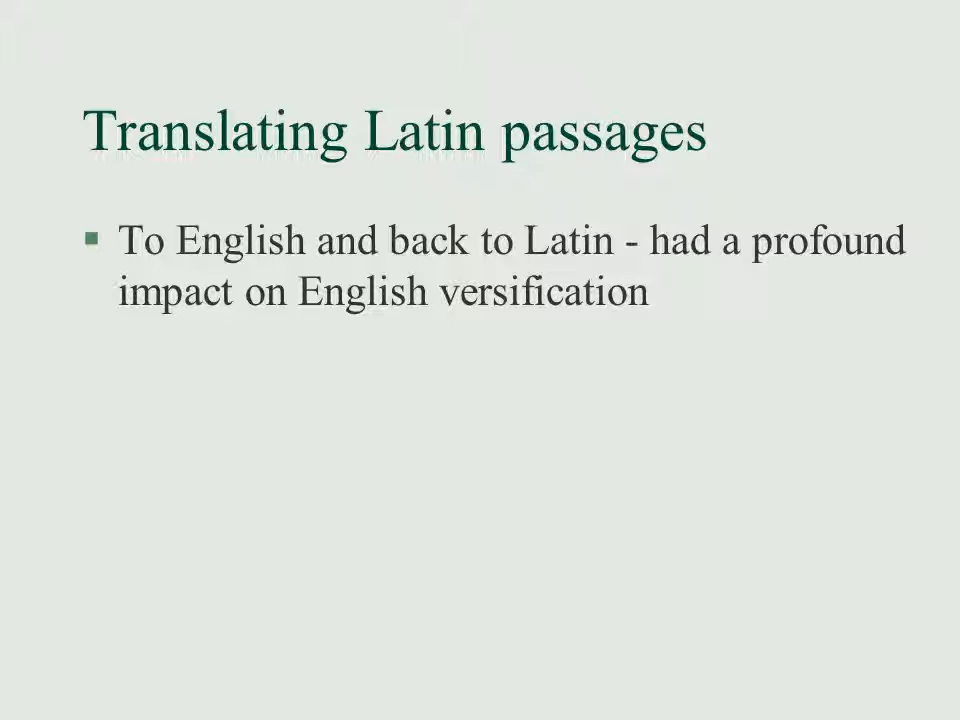 Translating Latin passages
To English and back to Latin - had a profound
impact on English versification